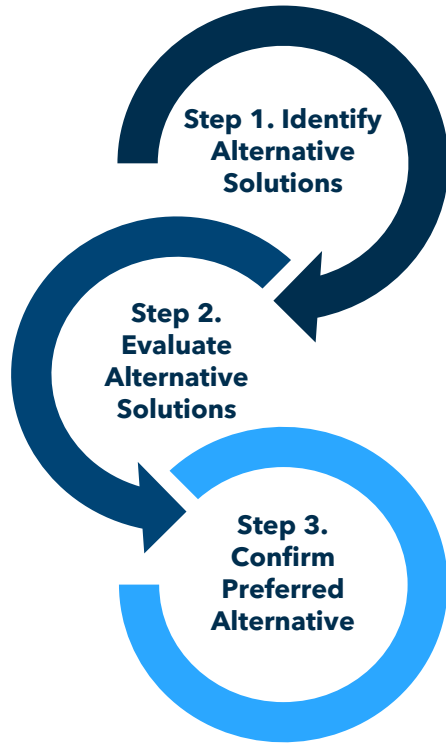 Step 1. Identify
Alternative
Solutions
Step 2.
Evaluate
Alternative
Solutions
Step 3.
Confirm
Preferred
Alternative